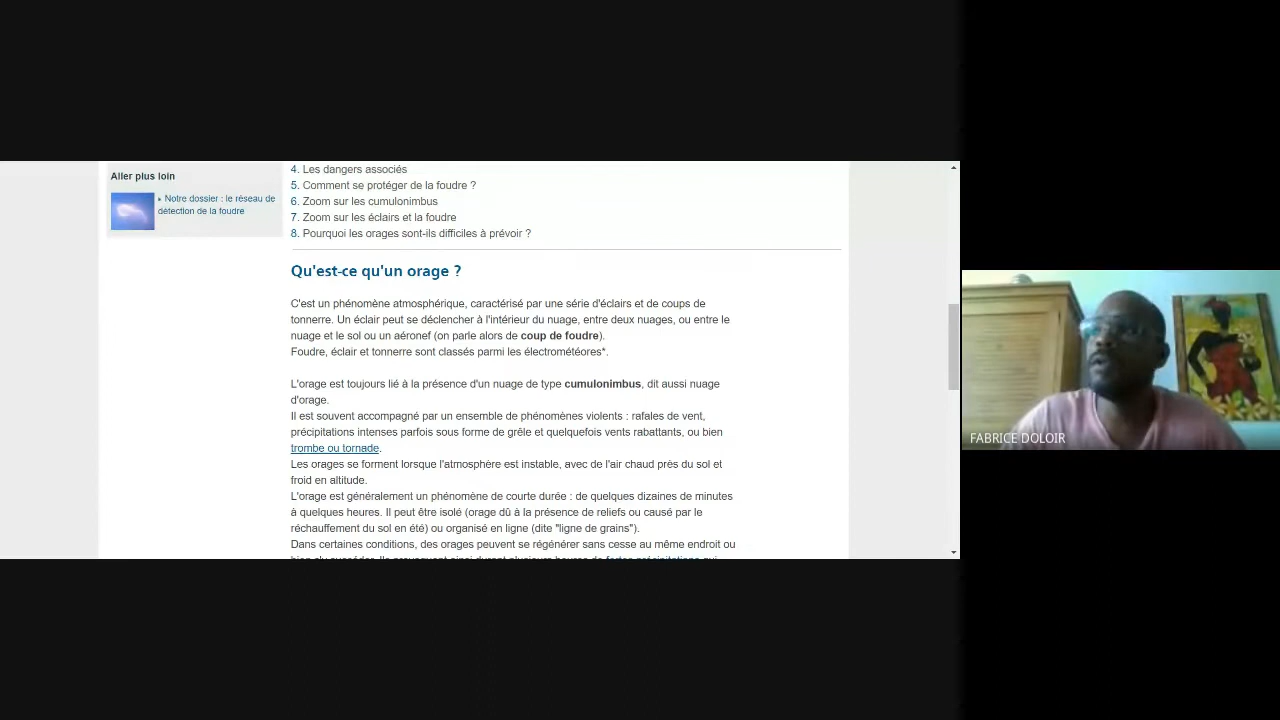 Aller plus loin
Notre dossier : le réseau de
détection de la foudre
4. Les dangers associés
5. Comment se protéger de la foudre ?
6. Zoom sur les cumulonimbus
7. Zoom sur les éclairs et la foudre
8. Pourquoi les orages sont-ils difficiles à prévoir ?
Qu'est-ce qu'un orage ?
C'est un phénomène atmosphérique, caractérisé par une série d'éclairs et de coups de
tonnerre. Un éclair peut se déclencher à l'intérieur du nuage, entre deux nuages, ou entre le
nuage et le sol ou un aéronef (on parle alors de coup de foudre).
Foudre, éclair et tonnerre sont classés parmi les électrométéores*.
L'orage est toujours lié à la présence d'un nuage de type cumulonimbus, dit aussi nuage
d'orage.
Il est souvent accompagné par un ensemble de phénomènes violents : rafales de vent,
précipitations intenses parfois sous forme de grêle et quelquefois vents rabattants, ou bien
trombe ou tornade.
Les orages se forment lorsque l'atmosphère est instable, avec de l'air chaud près du sol et
froid en altitude.
L'orage est généralement un phénomène de courte durée : de quelques dizaines de minutes
à quelques heures. Il peut être isolé (orage dû à la présence de reliefs ou causé par le
réchauffement du sol en été) ou organisé en ligne (dite "ligne de grains").
Dans certaines conditions, des orages peuvent se régénérer sans cesse au même endroit ou
FABRICE DOLOIR